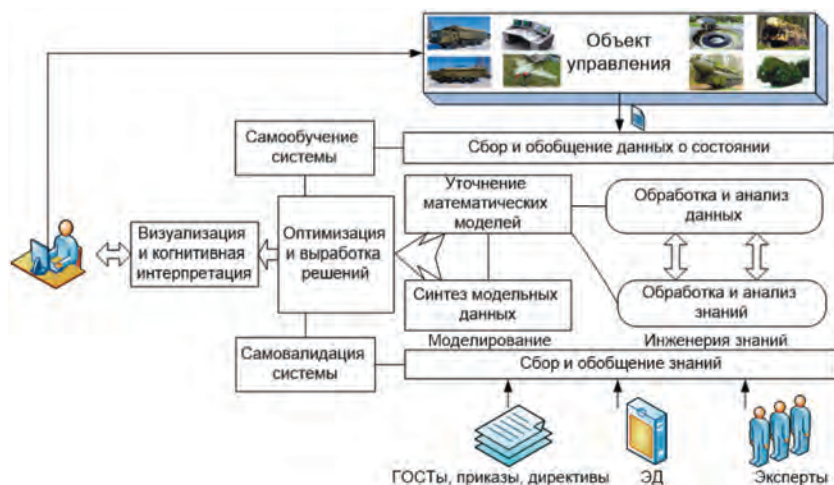 Объект
управления
Самообучение
системы
Сбор и обобщение данных о состоянии
Уточнение
математических
моделей
Обработка и анализ
данных
Визуализация
и когнитивная
интерпретация
Оптимизация
и выработка
решений
Синтез модельных
данных
Обработка и анализ
знаний
Моделирование
Инженерия знаний
Самовалидация
системы
Сбор и обобщение знаний
ГОСТы, приказы, директивы
ЭД
Эксперты